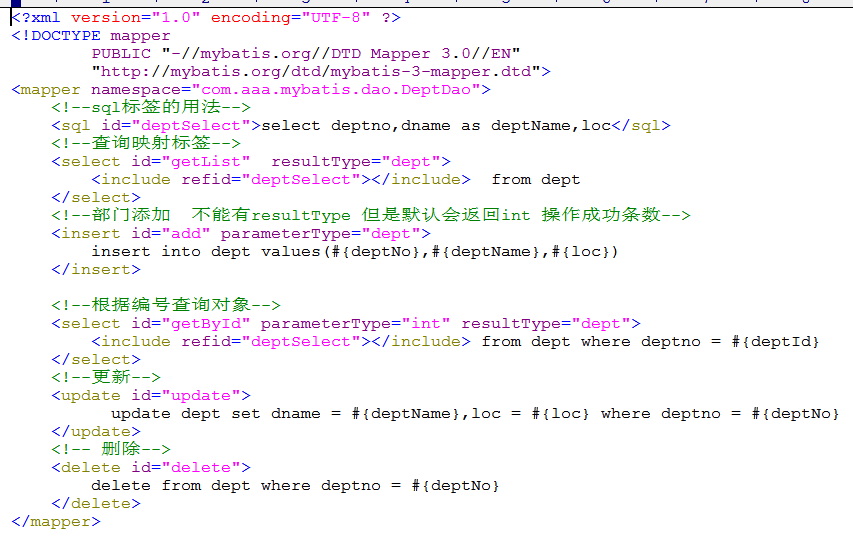 <?xml version="1.0" encoding="UTF-8" ?>
<!DOCTYPE mapper
        PUBLIC "-//mybatis.org//DTD Mapper 3.0//EN"
        "http://mybatis.org/dtd/mybatis-3-mapper.dtd">
<mapper namespace="com.aaa.mybatis.dao.DeptDao">
    <!--sql标签的用法-->
    <sql id="deptSelect">select deptno,dname as deptName,loc</sql>
    <!--查询映射标签-->
    <select id="getList"  resultType="dept">
        <include refid="deptSelect"></include>  from dept
    </select>
    <!--部门添加  不能有resultType 但是默认会返回int 操作成功条数-->
    <insert id="add" parameterType="dept">
        insert into dept values(#{deptNo},#{deptName},#{loc})
    </insert>

    <!--根据编号查询对象-->
    <select id="getById" parameterType="int" resultType="dept">
        <include refid="deptSelect"></include> from dept where deptno = #{deptId}
    </select>
    <!--更新-->
    <update id="update">
          update dept set dname = #{deptName},loc = #{loc} where deptno = #{deptNo}
    </update>
    <!-- 删除-->
    <delete id="delete">
        delete from dept where deptno = #{deptNo}
    </delete>
</mapper>